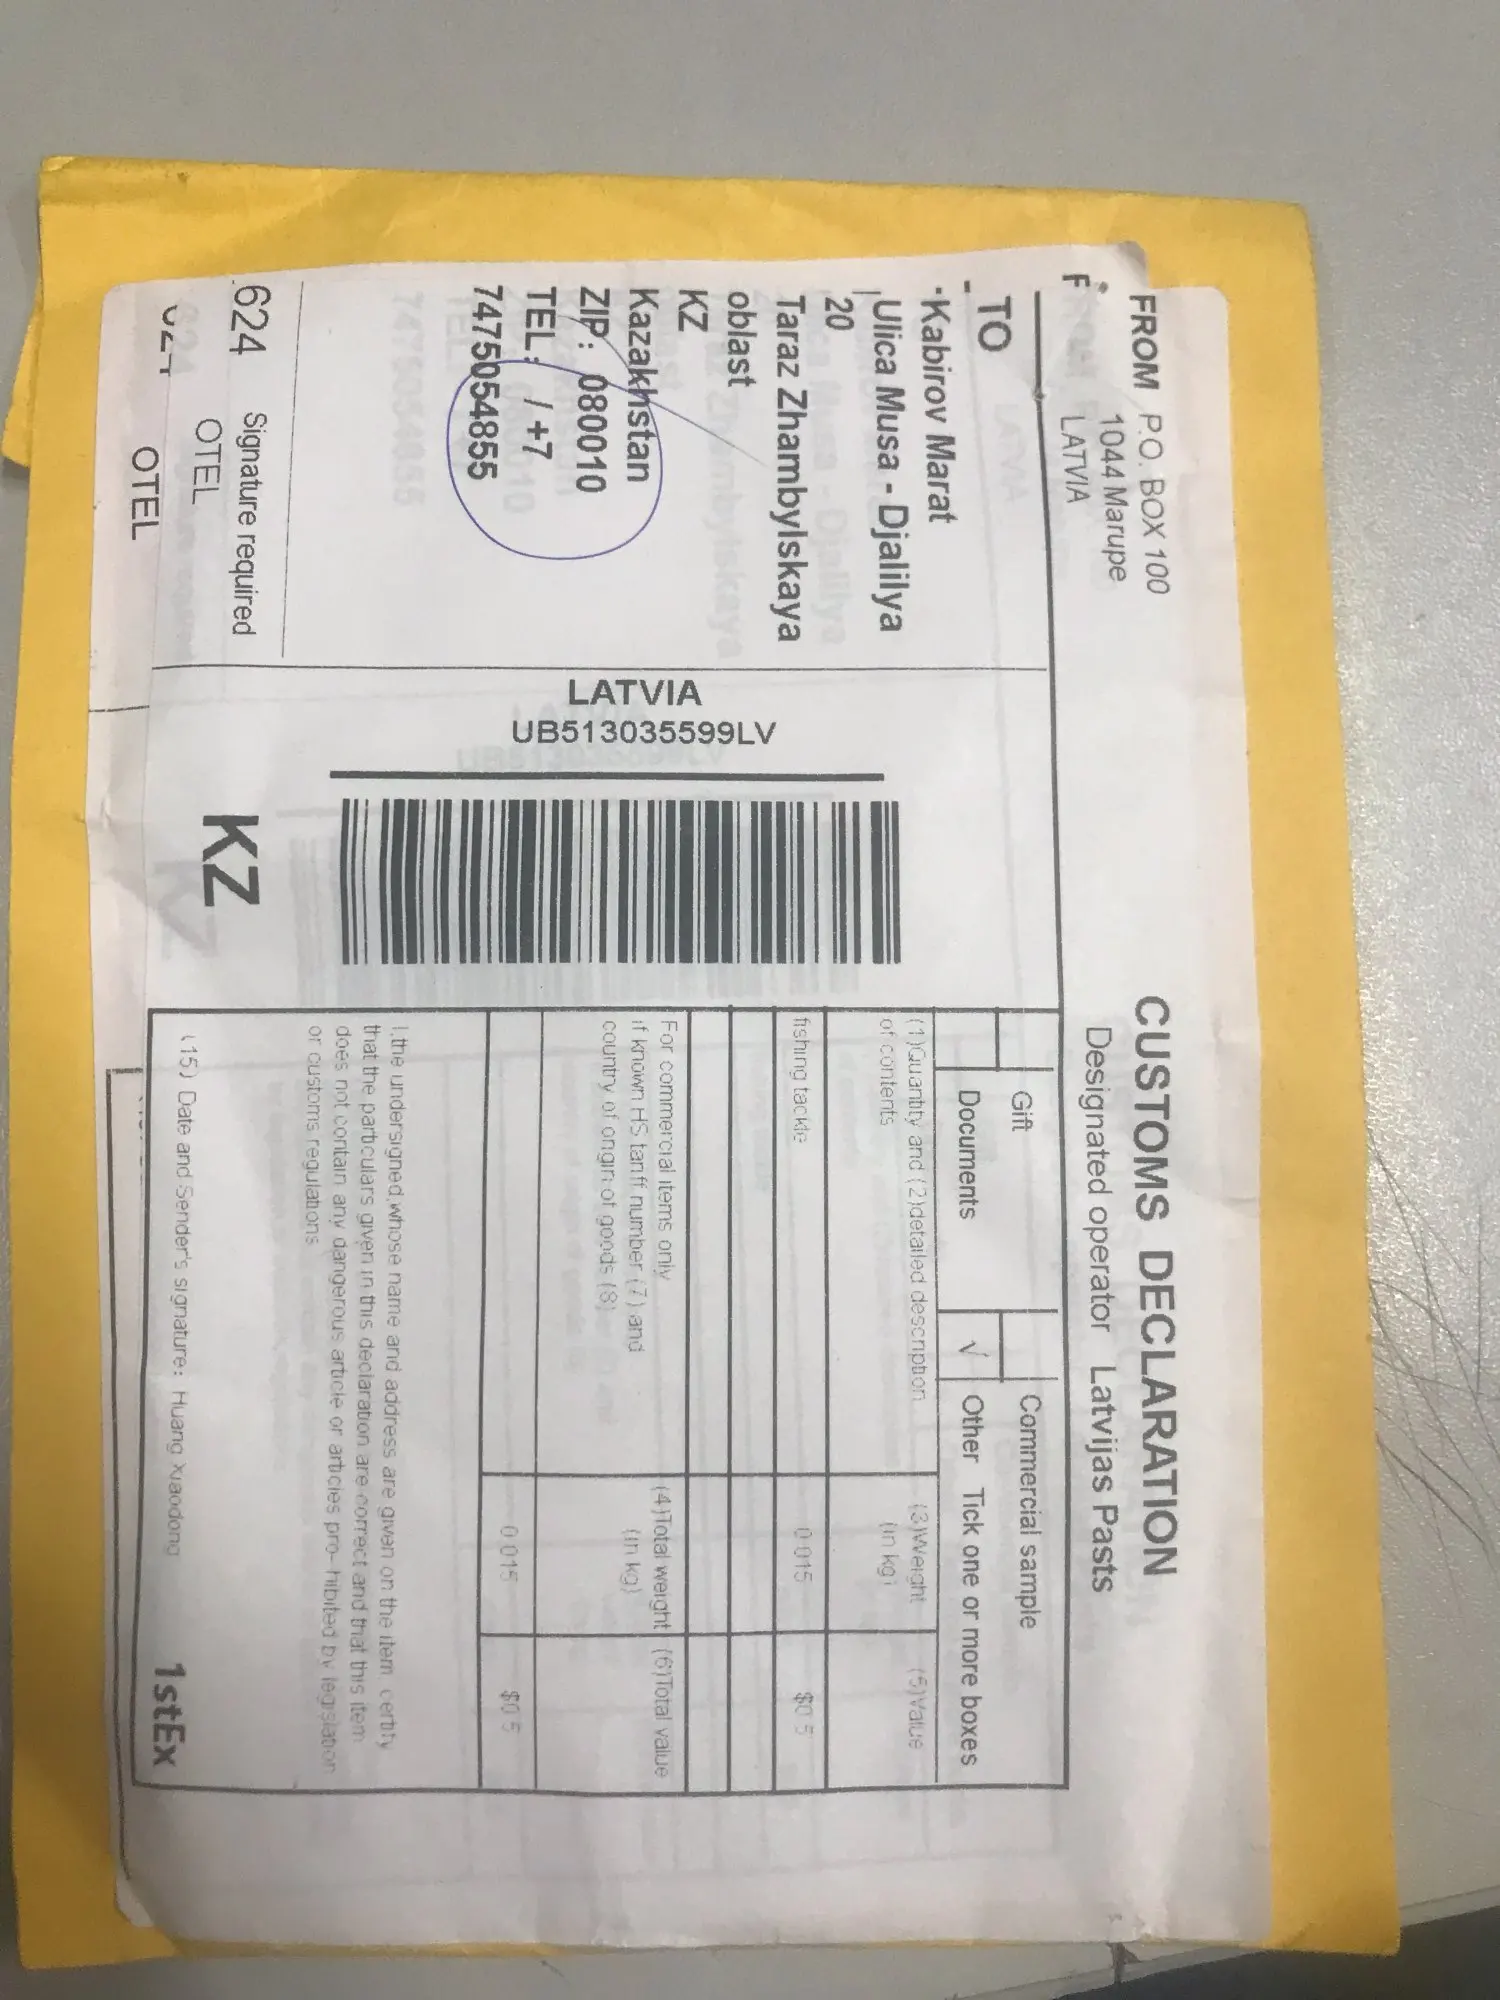 CUSTOMS DECLARATION
FROM P.O. BOX 100
1044 Marupe
LATVIA
F
Designated operator Latvijas Pasts
TO
Kabirov Marat
Ulica Musa - Djalilya
20
Taraz Zhambylskaya
oblast
KZ
Kazakhstan
ZIP: 080010
TEL: / +7
7475054855
624 Signature required
OTEL
OTEL
LATVIA
UB513035599LV
KZ
Gift
Commercial sample
Documents
√ Other Tick one or more boxes
(1)Quantity and (2)detailed description
of contents
(3)Weight
(in kg)
(5)Value
fishing tackle 0.015 $0.5
For commercial items only
if known HS tariff number (7) and
country of origin of goods (8)
(4)Total weight
(in kg)
(6)Total value
0.015 $0.5
I,the undersigned,whose name and address are given on the item certify
that the particulars given in this declaration are correct and that this item
does not contain any dangerous article or articles pro-hibited by legislation
or customs regulations
(15) Date and Sender's signature: Huang Xiaodong
1stEx